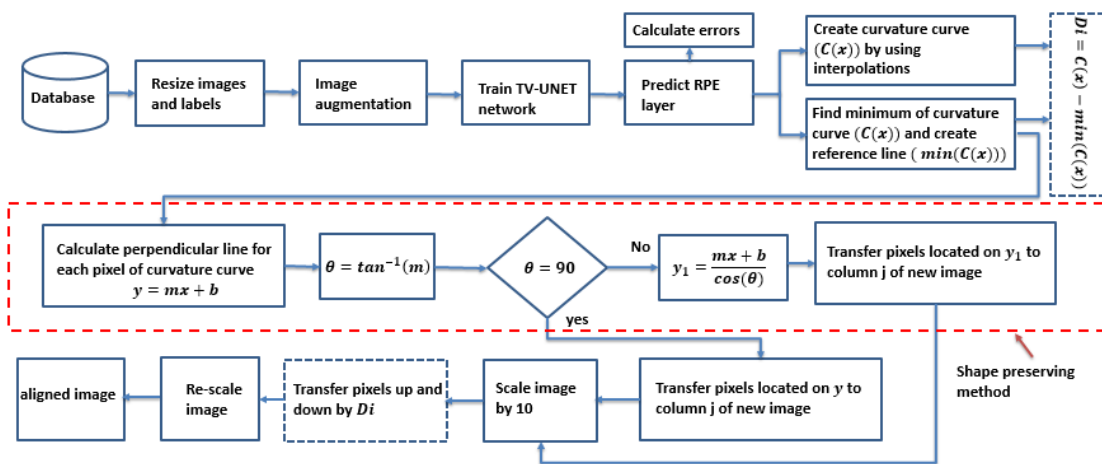 Database
Resize images
and labels
Image
augmentation
Train TV-UNET
network
Calculate errors
Predict RPE
layer
Create curvature curve
(C(x)) by using
interpolations
Find minimum of curvature
curve (C(x)) and create
reference line ( min(C(x)))
Di = C(x) − min(C(x))
Calculate perpendicular line for
each pixel of curvature curve
y = mx + b
θ = tan⁻¹(m)
θ = 90
No
yes
y₁ = (mx + b)/cos(θ)
Transfer pixels located on y₁ to
column j of new image
Shape preserving
method
aligned image
Re-scale
image
Transfer pixels up and
down by Di
Scale image
by 10
Transfer pixels located on y to
column j of new image